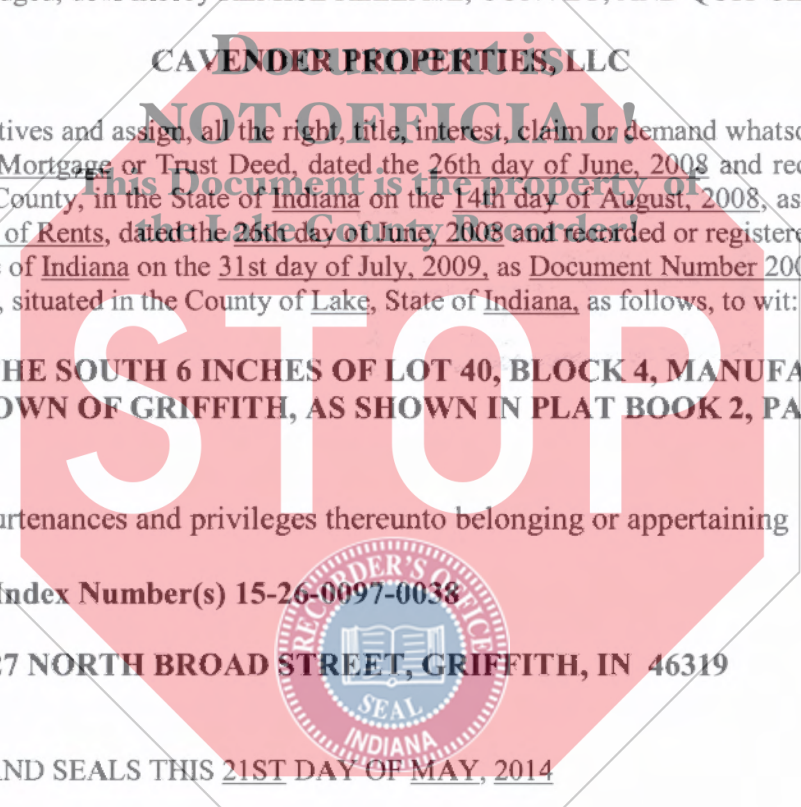 CAVENDER PROPERTIES, LLC
Document is
NOT OFFICIAL!
This Document is the property of
the Lake County Recorder!
tives and assign, all the right, title, interest, claim or demand whatso
Mortgage or Trust Deed, dated the 26th day of June, 2008 and rec
County, in the State of Indiana on the 14th day of August, 2008, as
of Rents, dated the 26th day of June, 2008 and recorded or registere
of Indiana on the 31st day of July, 2009, as Document Number 200
, situated in the County of Lake, State of Indiana, as follows, to wit:
STOP
HE SOUTH 6 INCHES OF LOT 40, BLOCK 4, MANUFA
OWN OF GRIFFITH, AS SHOWN IN PLAT BOOK 2, PA
urtenances and privileges thereunto belonging or appertaining
Index Number(s) 15-26-0097-0038
27 NORTH BROAD STREET, GRIFFITH, IN 46319
RECORDER'S OFFICE
SEAL
INDIANA
AND SEALS THIS 21ST DAY OF MAY, 2014